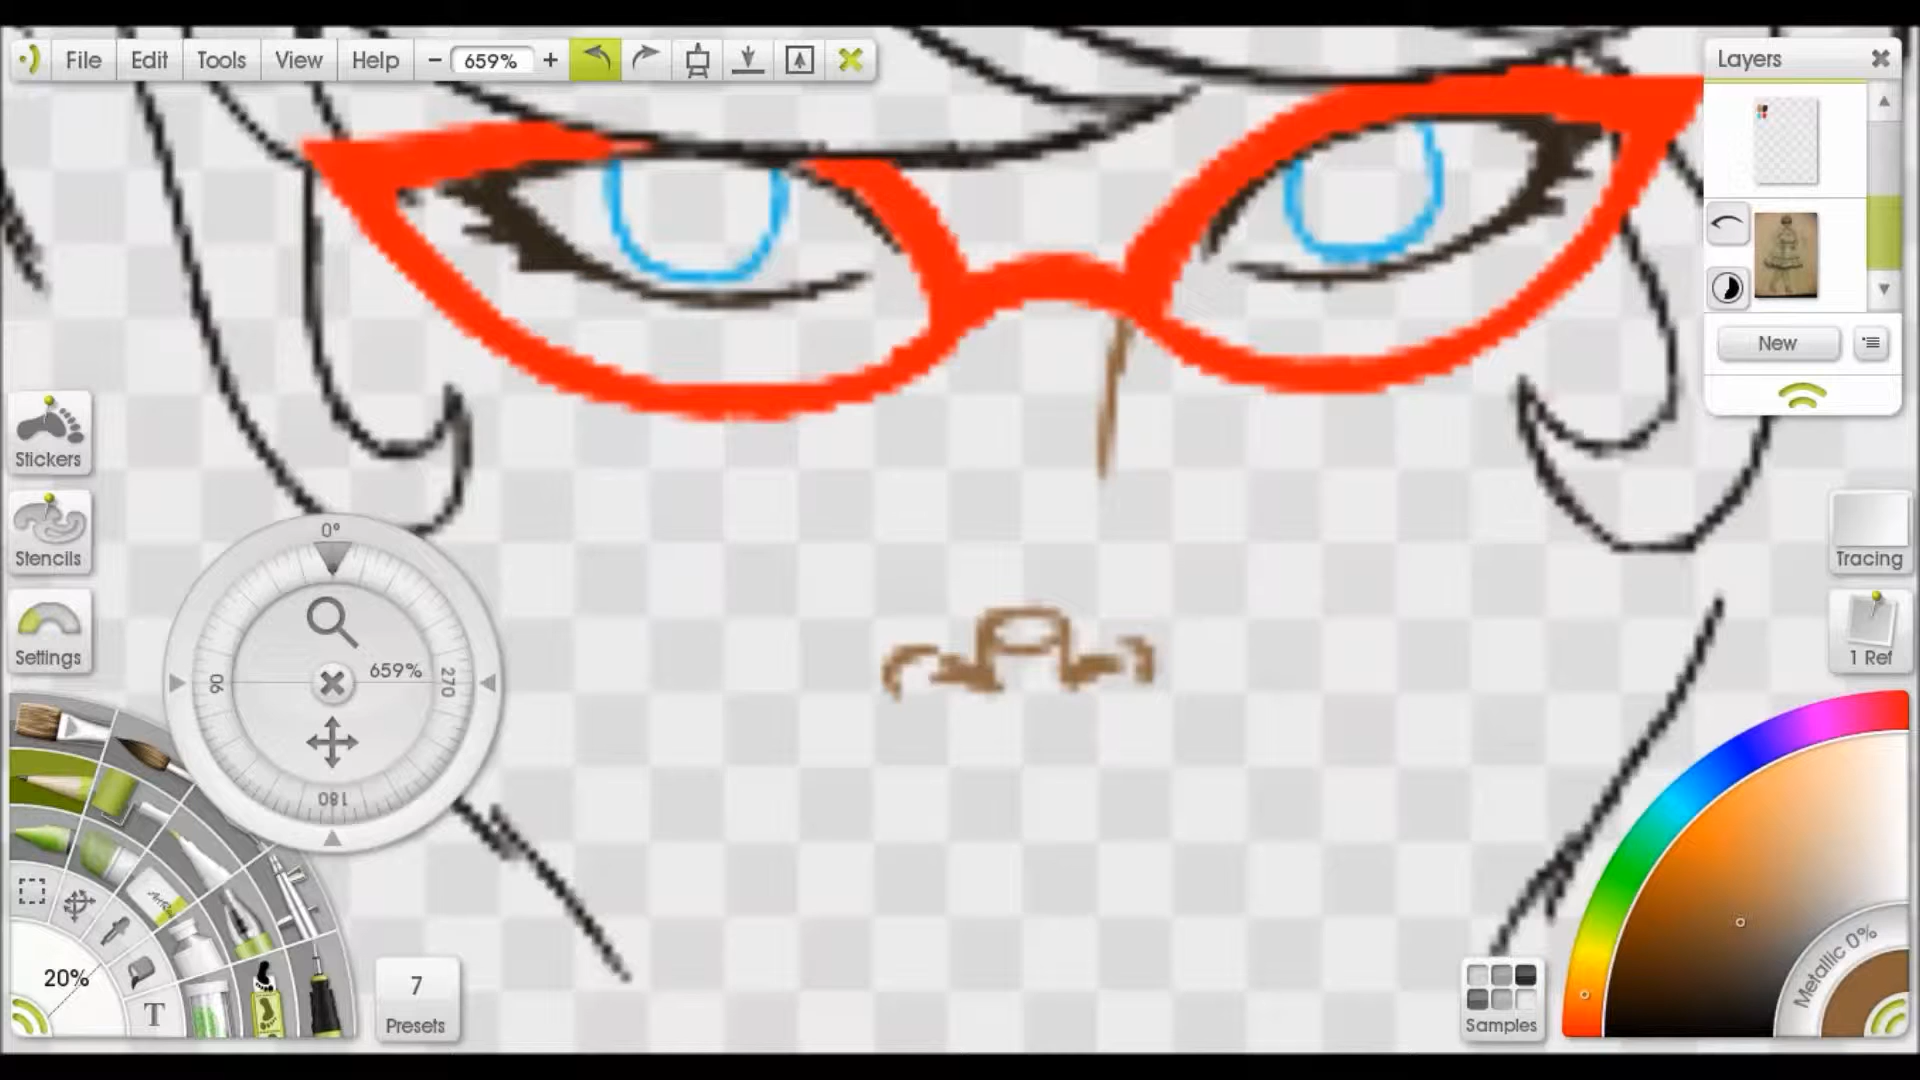 File Edit Tools View Help 659%
Layers
New
Stickers
Stencils
Settings
Tracing
1 Ref
0°
659%
90
270
180
20%
T
7
Presets
Samples
Metallic 0%